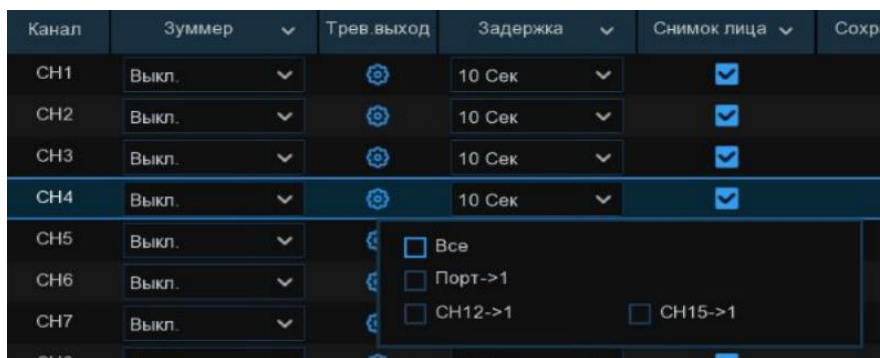 Канал Зуммер Трев.выход Задержка Снимок лица Сохр
CH1 Выкл. 10 Сек
CH2 Выкл. 10 Сек
CH3 Выкл. 10 Сек
CH4 Выкл. 10 Сек
CH5 Выкл. Все
CH6 Выкл. Порт->1
CH7 Выкл. CH12->1 CH15->1